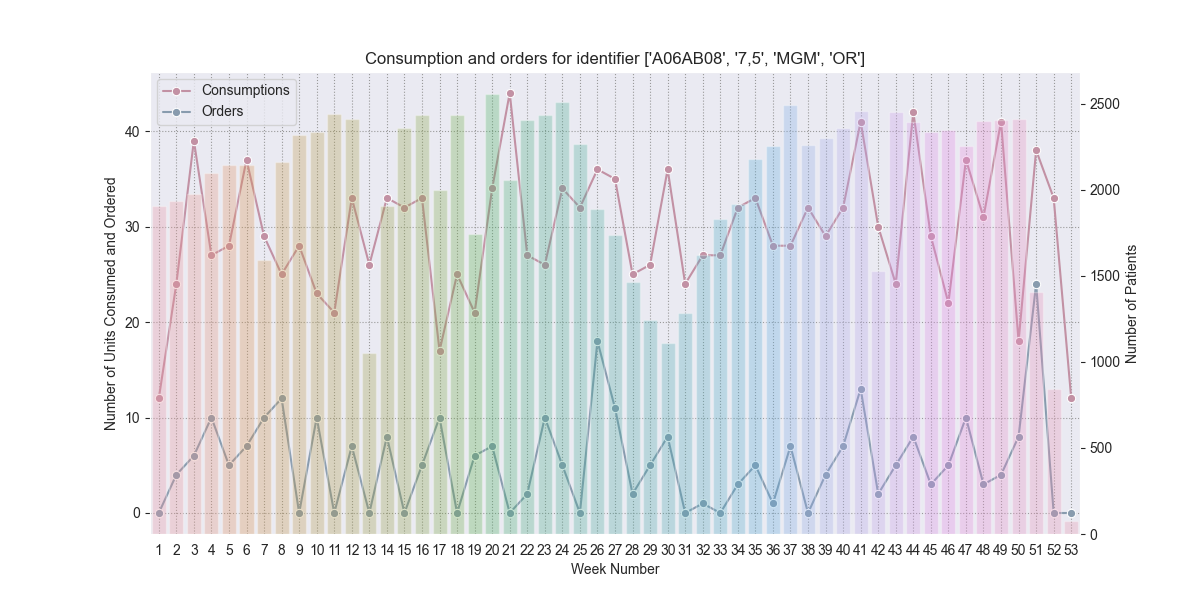 Consumption and orders for identifier ['A06AB08', '7,5', 'MGM', 'OR']
Consumptions
Orders
Number of Units Consumed and Ordered
40
30
20
10
0
Number of Patients
2500
2000
1500
1000
500
0
1 2 3 4 5 6 7 8 9 10 11 12 13 14 15 16 17 18 19 20 21 22 23 24 25 26 27 28 29 30 31 32 33 34 35 36 37 38 39 40 41 42 43 44 45 46 47 48 49 50 51 52 53
Week Number